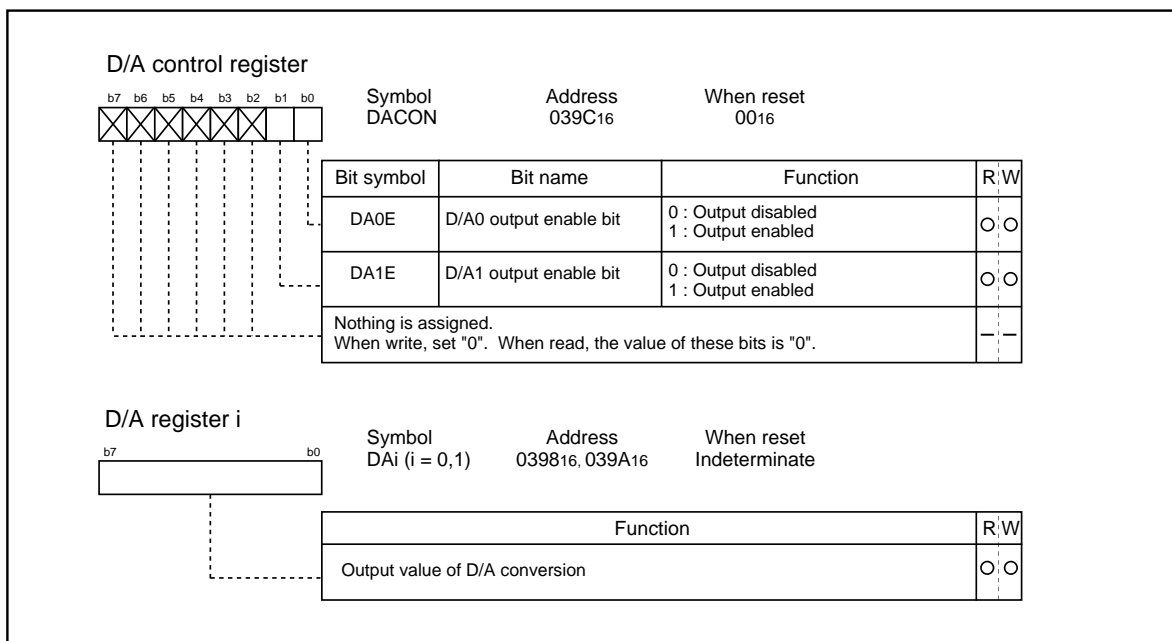 D/A control register
b7 b6 b5 b4 b3 b2 b1 b0
Symbol Address When reset
DACON 039C16 0016
Bit symbol Bit name Function R W
DA0E D/A0 output enable bit 0 : Output disabled
1 : Output enabled
DA1E D/A1 output enable bit 0 : Output disabled
1 : Output enabled
Nothing is assigned.
When write, set "0". When read, the value of these bits is "0".
D/A register i
b7 b0
Symbol Address When reset
DAi (i = 0,1) 039816, 039A16 Indeterminate
Function R W
Output value of D/A conversion